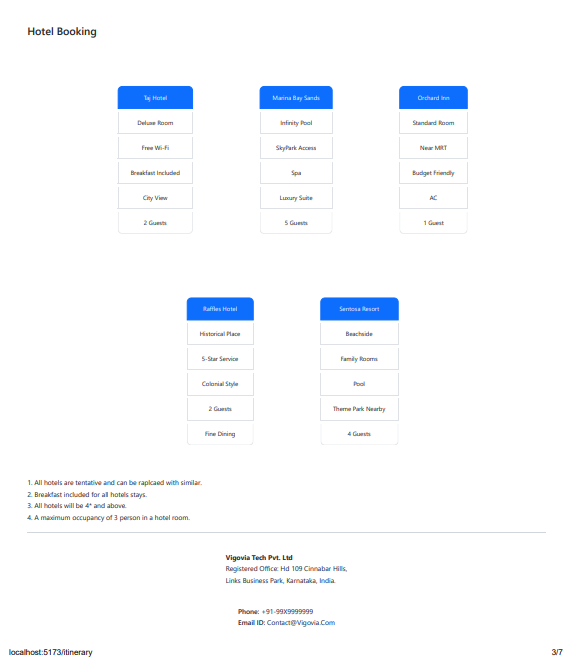 Hotel Booking
Taj Hotel
Deluxe Room
Free Wi-Fi
Breakfast Included
City View
2 Guests
Marina Bay Sands
Infinity Pool
SkyPark Access
Spa
Luxury Suite
5 Guests
Orchard Inn
Standard Room
Near MRT
Budget Friendly
AC
1 Guest
Raffles Hotel
Historical Place
5-Star Service
Colonial Style
2 Guests
Fine Dining
Sentosa Resort
Beachside
Family Rooms
Pool
Theme Park Nearby
4 Guests
1. All hotels are tentative and can be raplcaed with similar.
2. Breakfast included for all hotels stays.
3. All hotels will be 4* and above.
4. A maximum occupancy of 3 person in a hotel room.
Vigovia Tech Pvt. Ltd
Registered Office: Hd 109 Cinnabar Hills,
Links Business Park, Karnataka, India.
Phone: +91-99X9999999
Email ID: Contact@Vigovia.Com
localhost:5173/itinerary
3/7